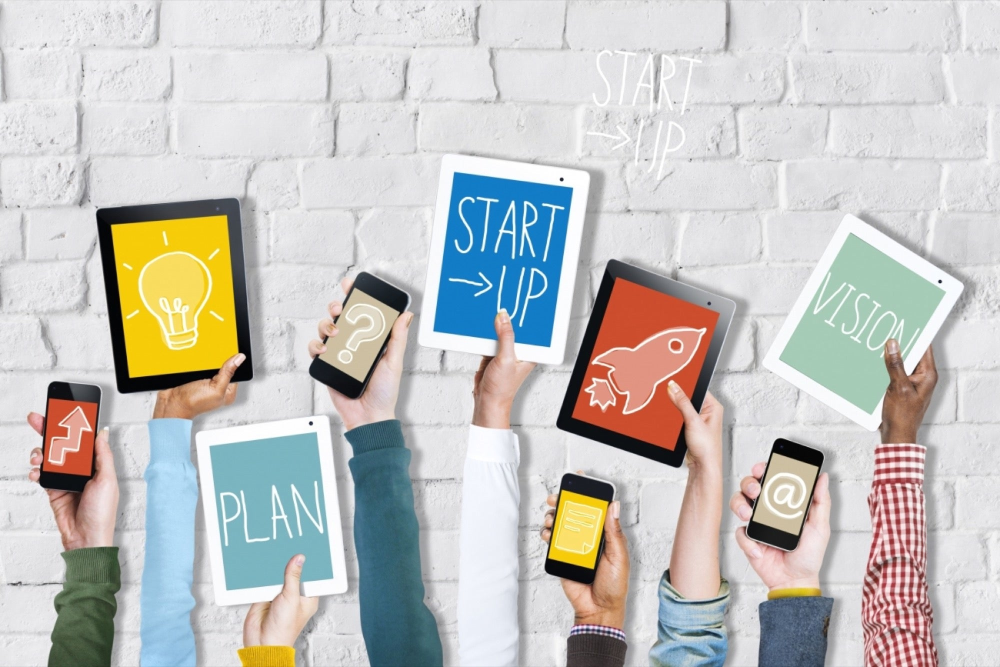 START
→UP
START
→UP
VISION
?
@
PLAN